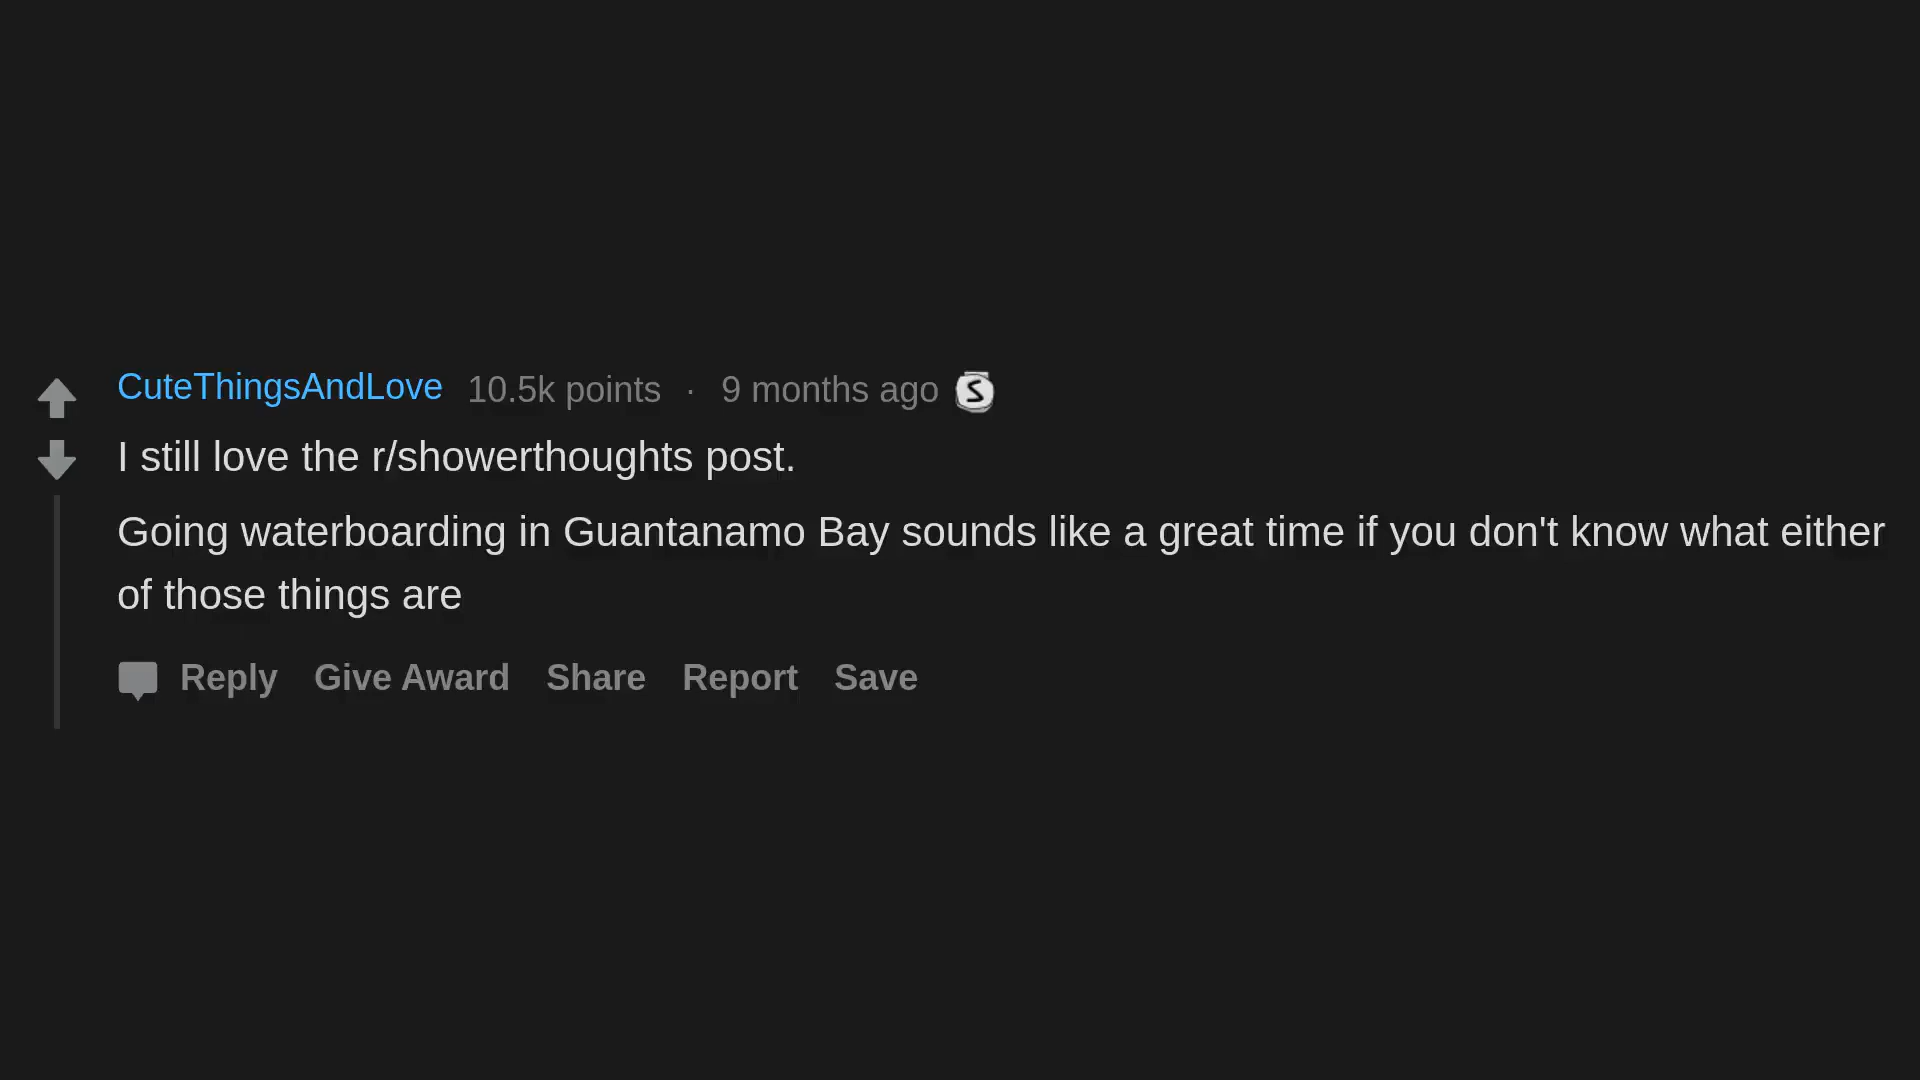 CuteThingsAndLove 10.5k points · 9 months ago S
I still love the r/showerthoughts post.
Going waterboarding in Guantanamo Bay sounds like a great time if you don't know what either
of those things are
Reply Give Award Share Report Save